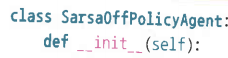 class SarsaOffPolicyAgent:
    def __init__(self):